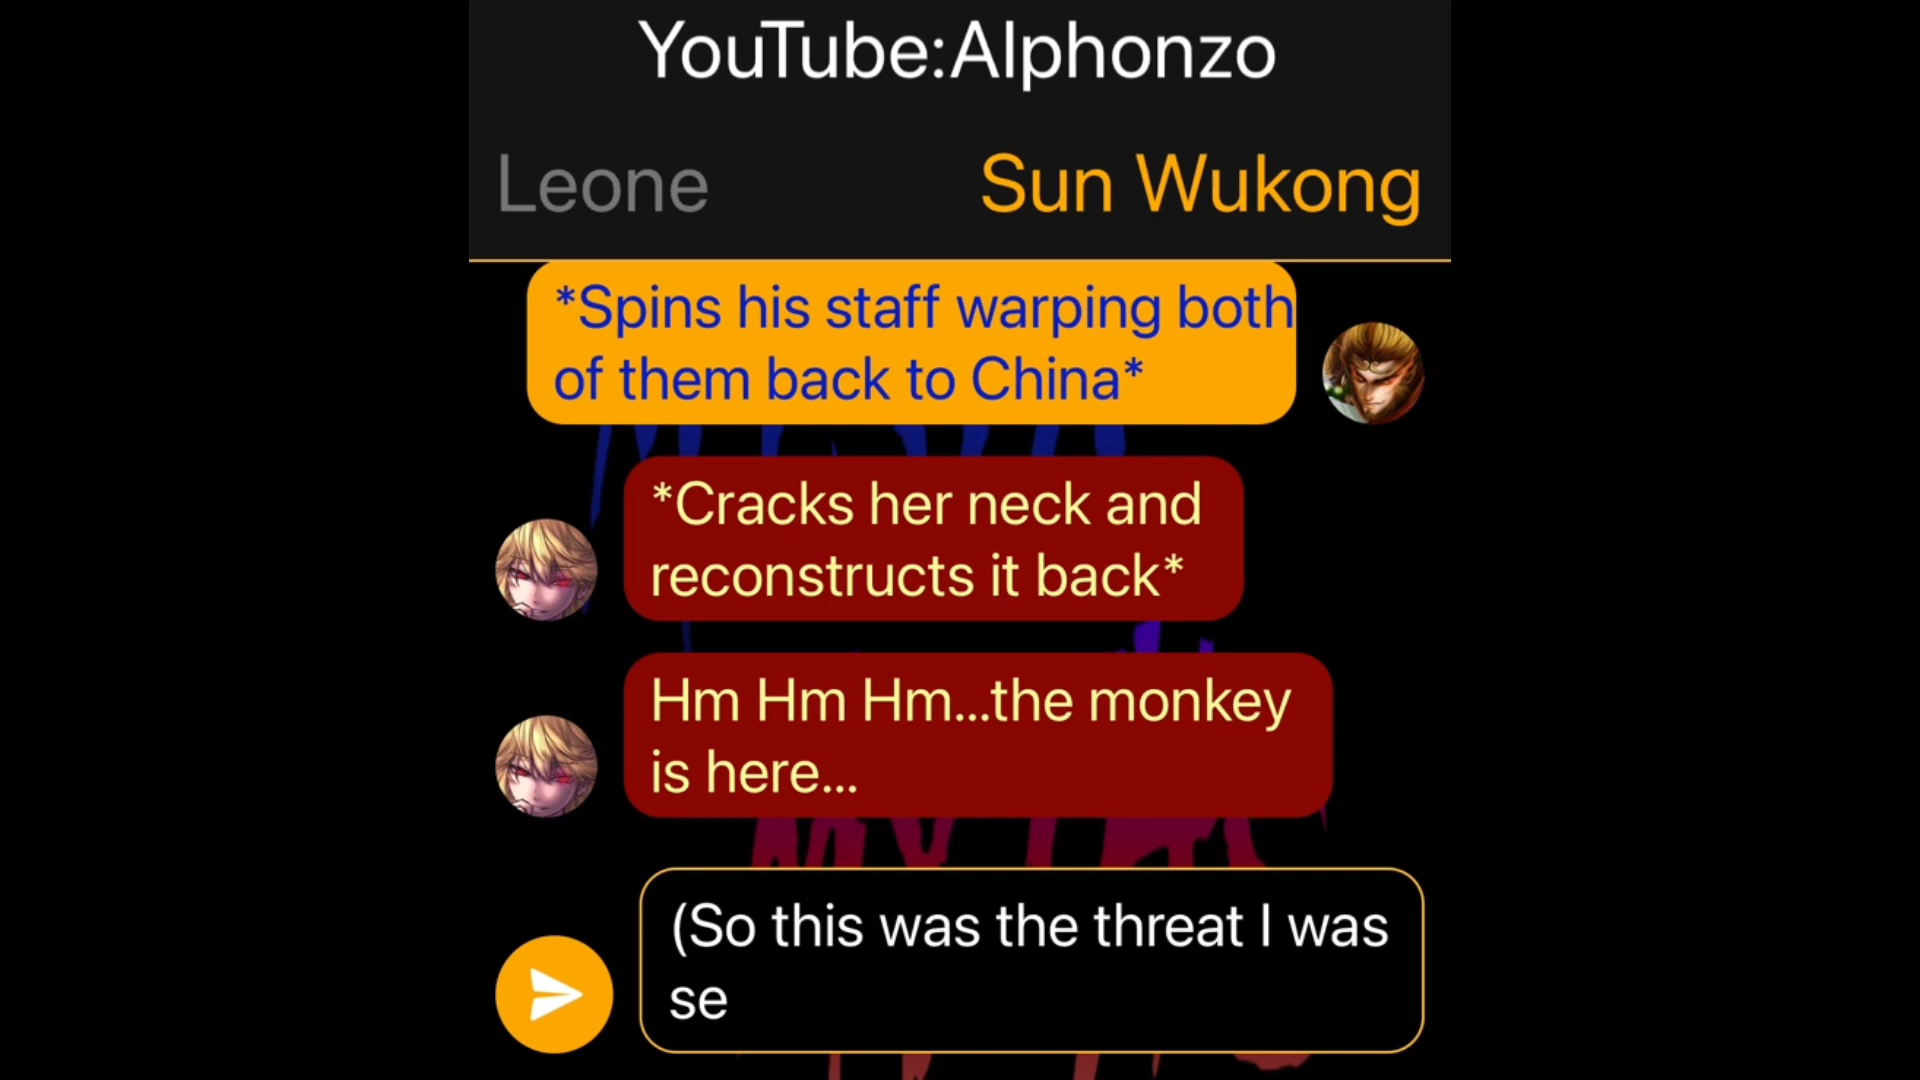 YouTube:Alphonzo
Leone
Sun Wukong
*Spins his staff warping both
of them back to China*
*Cracks her neck and
reconstructs it back*
Hm Hm Hm...the monkey
is here...
(So this was the threat I was
se